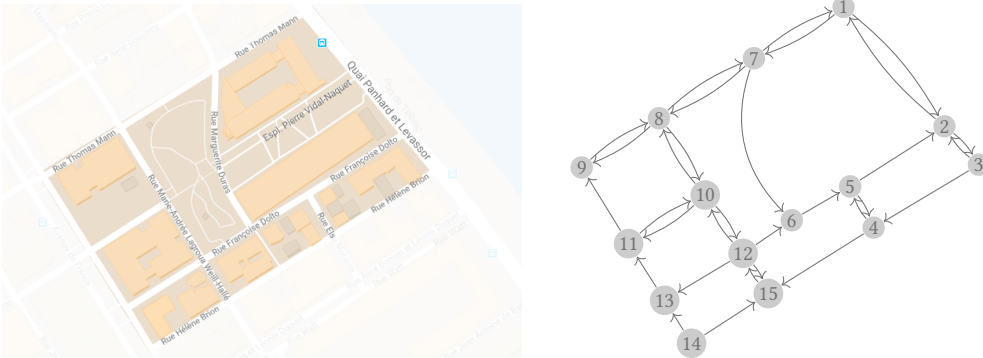 Rue Thomas Mann
Quai Panhard et Levassor
Espl. Pierre Vidal-Naquet
Rue Marguerite Duras
Rue Thomas Mann
Rue Françoise Dolto
Rue Marie-Andrée Lagroua Weill-Hallé
Rue Hélène Brion
Rue Els
Rue Françoise Dolto
Rue Hélène Brion
1
7
8
2
3
9
10
5
6
4
11
12
13
15
14